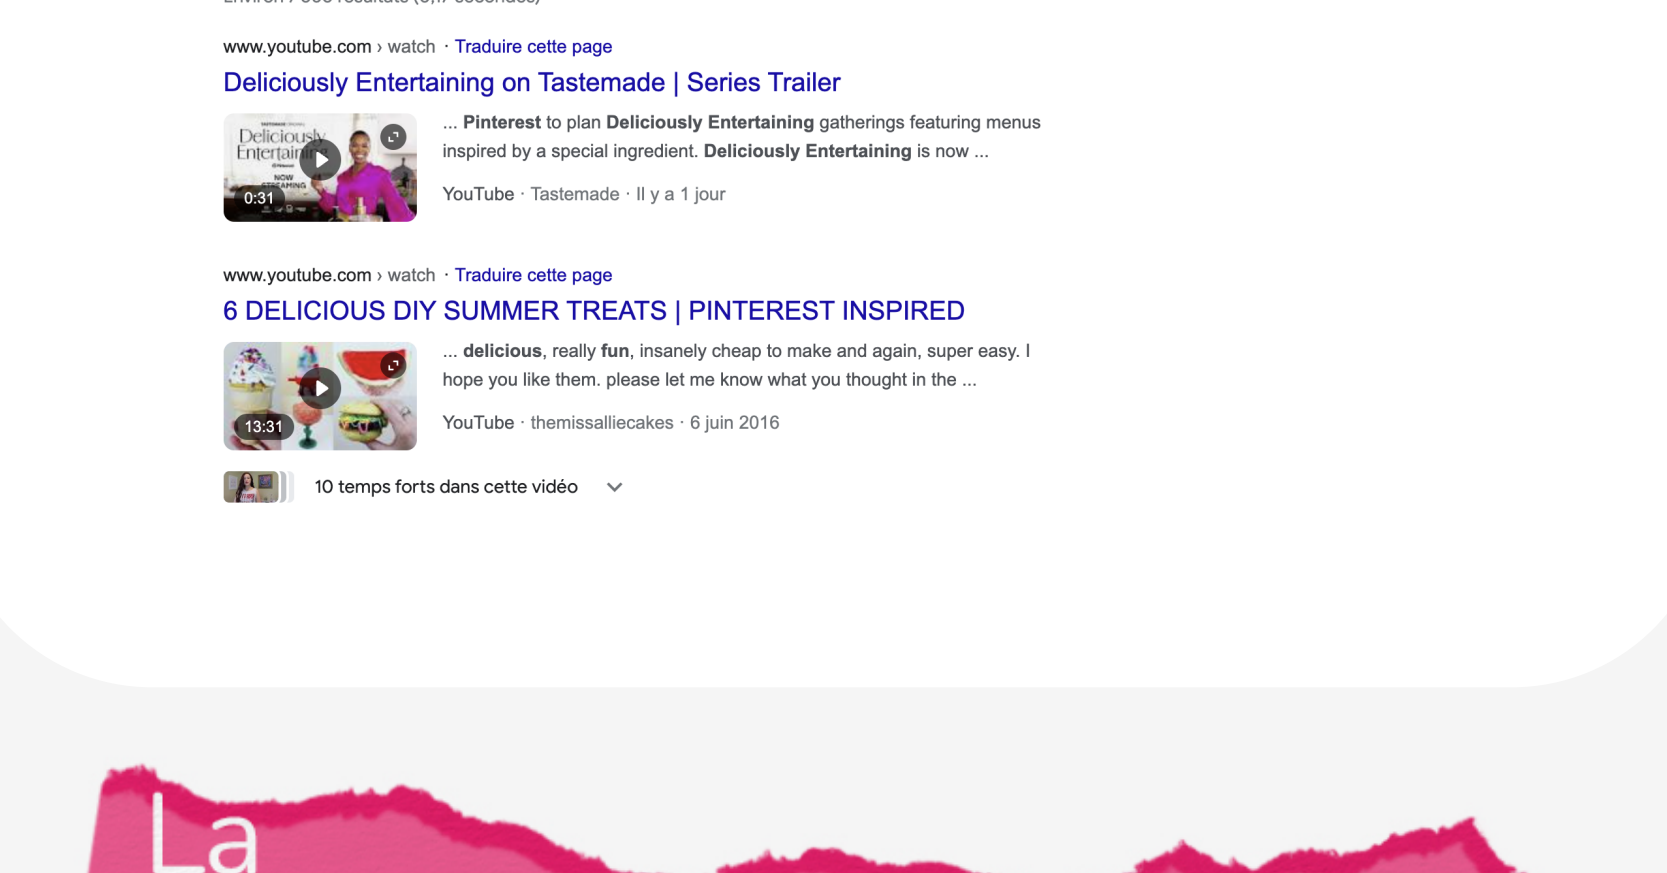 www.youtube.com › watch · Traduire cette page
Deliciously Entertaining on Tastemade | Series Trailer
Deliciously
Entertaining
NOW
STREAMING
0:31
... Pinterest to plan Deliciously Entertaining gatherings featuring menus
inspired by a special ingredient. Deliciously Entertaining is now ...
YouTube · Tastemade · Il y a 1 jour
www.youtube.com › watch · Traduire cette page
6 DELICIOUS DIY SUMMER TREATS | PINTEREST INSPIRED
13:31
... delicious, really fun, insanely cheap to make and again, super easy. I
hope you like them. please let me know what you thought in the ...
YouTube · themissalliecakes · 6 juin 2016
10 temps forts dans cette vidéo
La